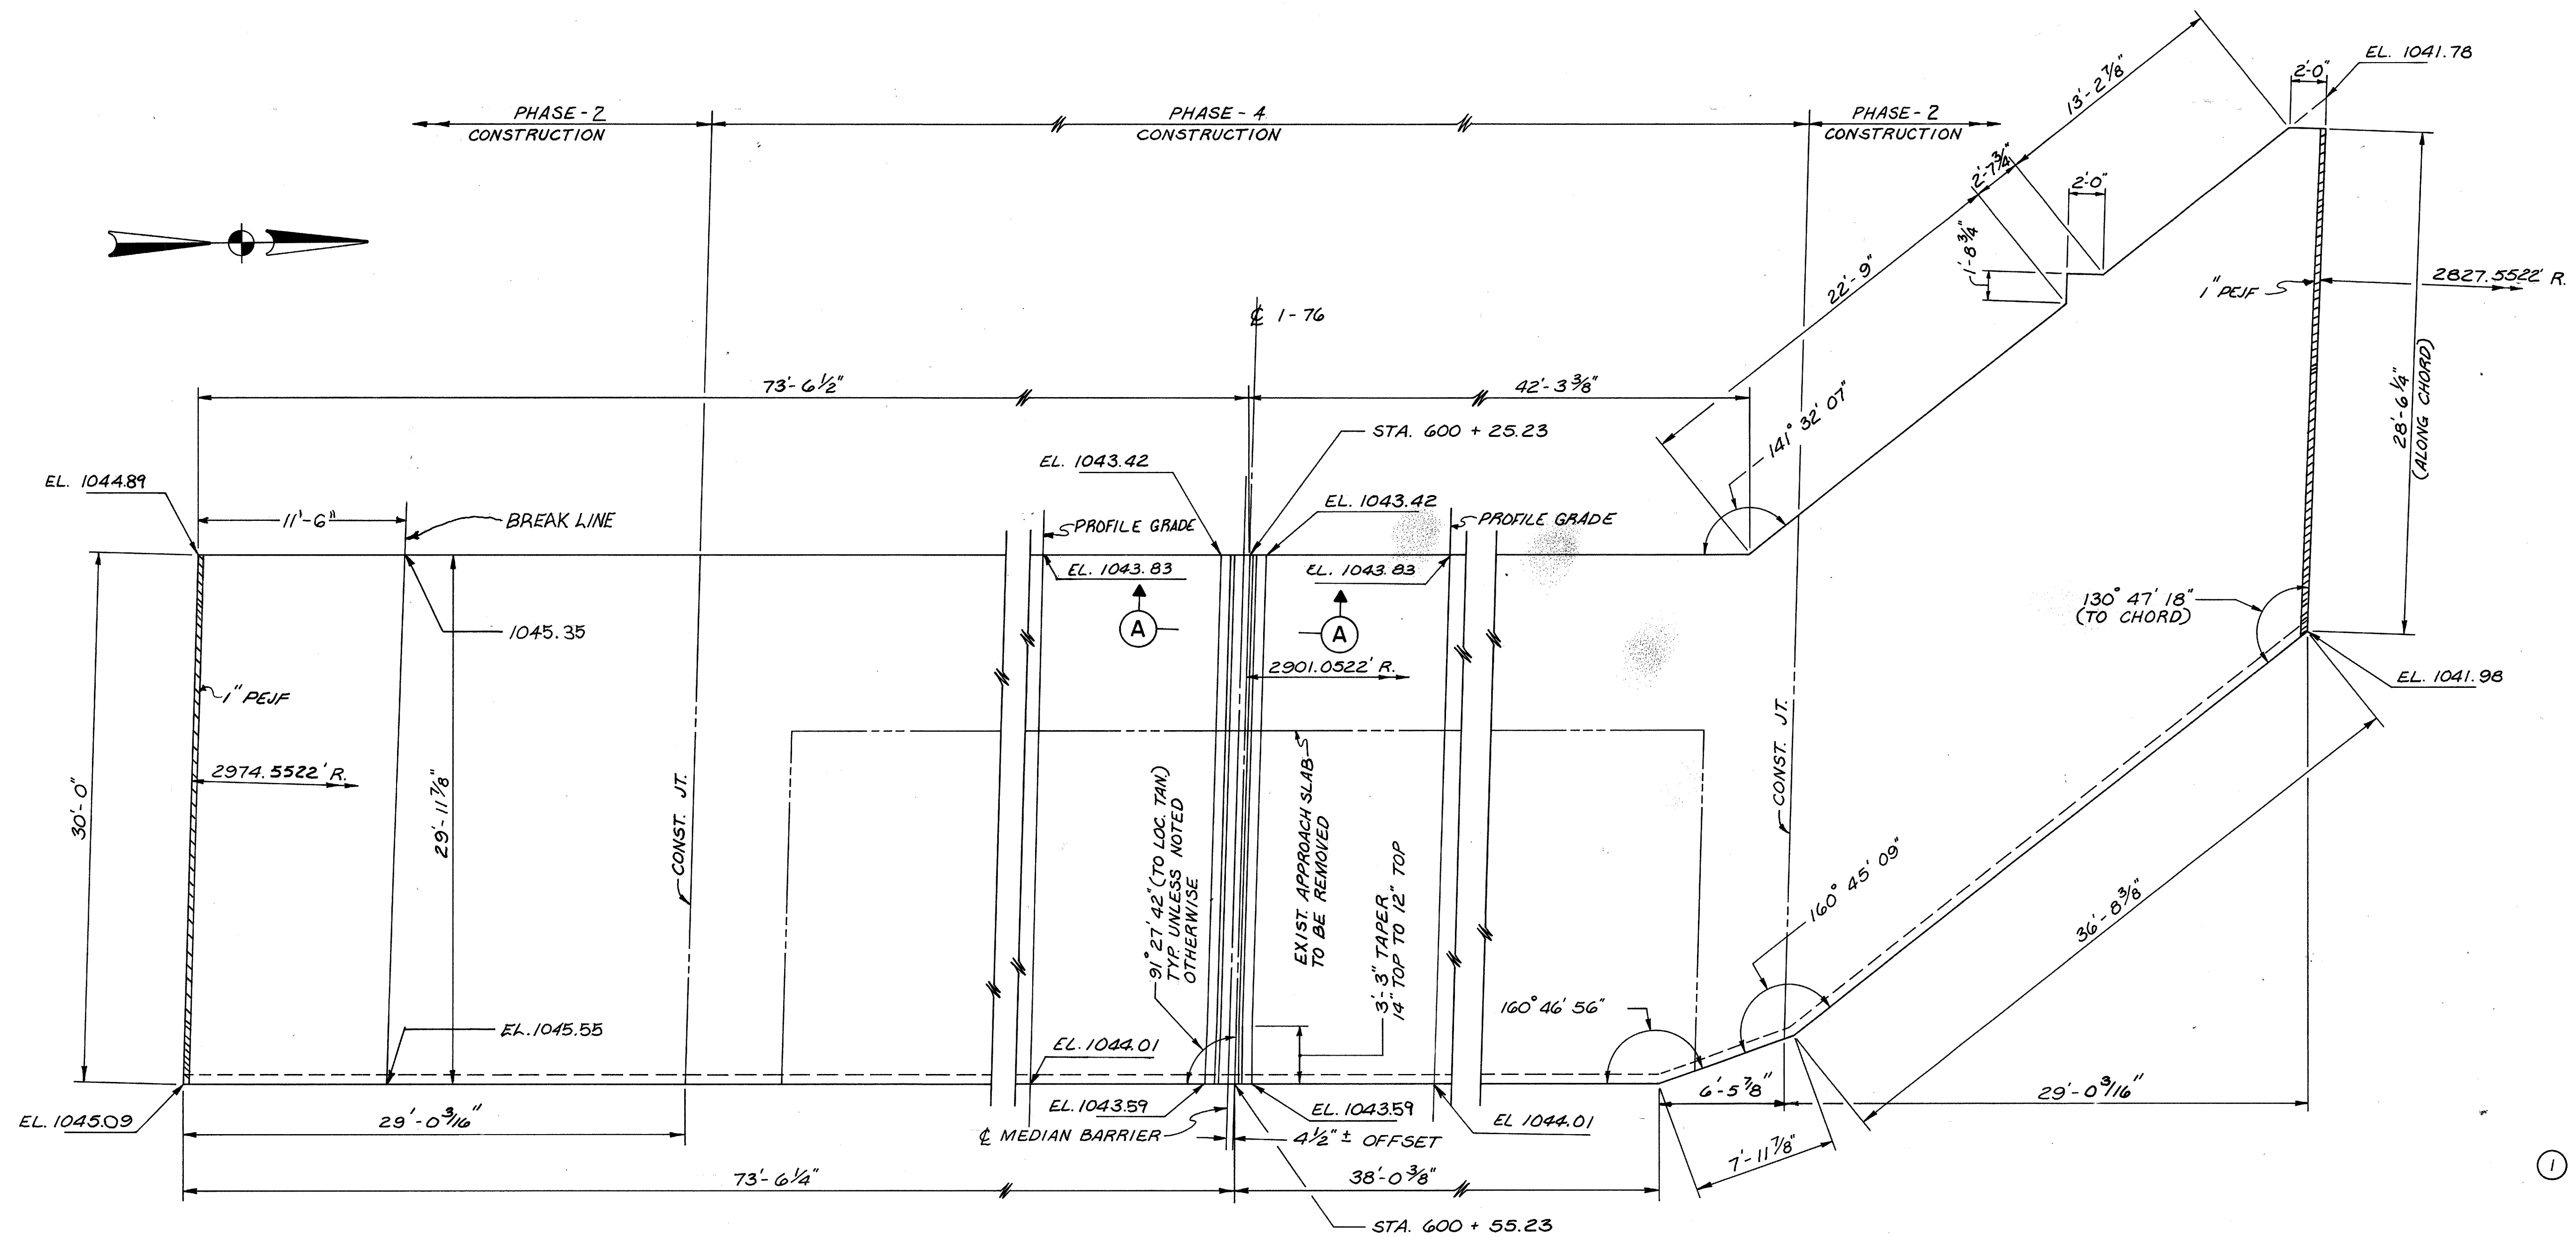 EL. 1041.78
2'-0"
13'-2 7/8"
PHASE - 2
CONSTRUCTION
PHASE - 4
CONSTRUCTION
PHASE - 2
CONSTRUCTION
2'-7 3/4"
2'-0"
1'-8 3/4"
22'-9"
1" PEJF
2827.5522' R.
28'-6 1/4"
(ALONG CHORD)
℄ I-76
73'-6 1/2"
42'-3 3/8"
141° 32' 07"
STA. 600 + 25.23
EL. 1043.42
EL. 1043.42
EL. 1044.89
11'-6"
BREAK LINE
PROFILE GRADE
PROFILE GRADE
EL. 1043.83
EL. 1043.83
A
A
1045.35
130° 47' 18"
(TO CHORD)
2901.0522' R.
EL. 1041.98
1" PEJF
2974.5522' R.
30'-0"
29'-11 7/8"
CONST. JT.
91° 27' 42" (TO LOC. TAN.)
TYP. UNLESS NOTED
OTHERWISE
EXIST. APPROACH SLAB
TO BE REMOVED
3'-3" TAPER
14" TOP TO 12" TOP
CONST. JT.
160° 45' 09"
36'-8 3/8"
160° 46' 56"
EL. 1045.55
EL. 1044.01
EL. 1043.59
EL. 1043.59
EL 1044.01
6'-5 7/8"
29'-0 3/16"
EL. 1045.09
29'-0 3/16"
℄ MEDIAN BARRIER
4 1/2" ± OFFSET
7'-11 7/8"
73'-6 1/4"
38'-0 3/8"
STA. 600 + 55.23
1